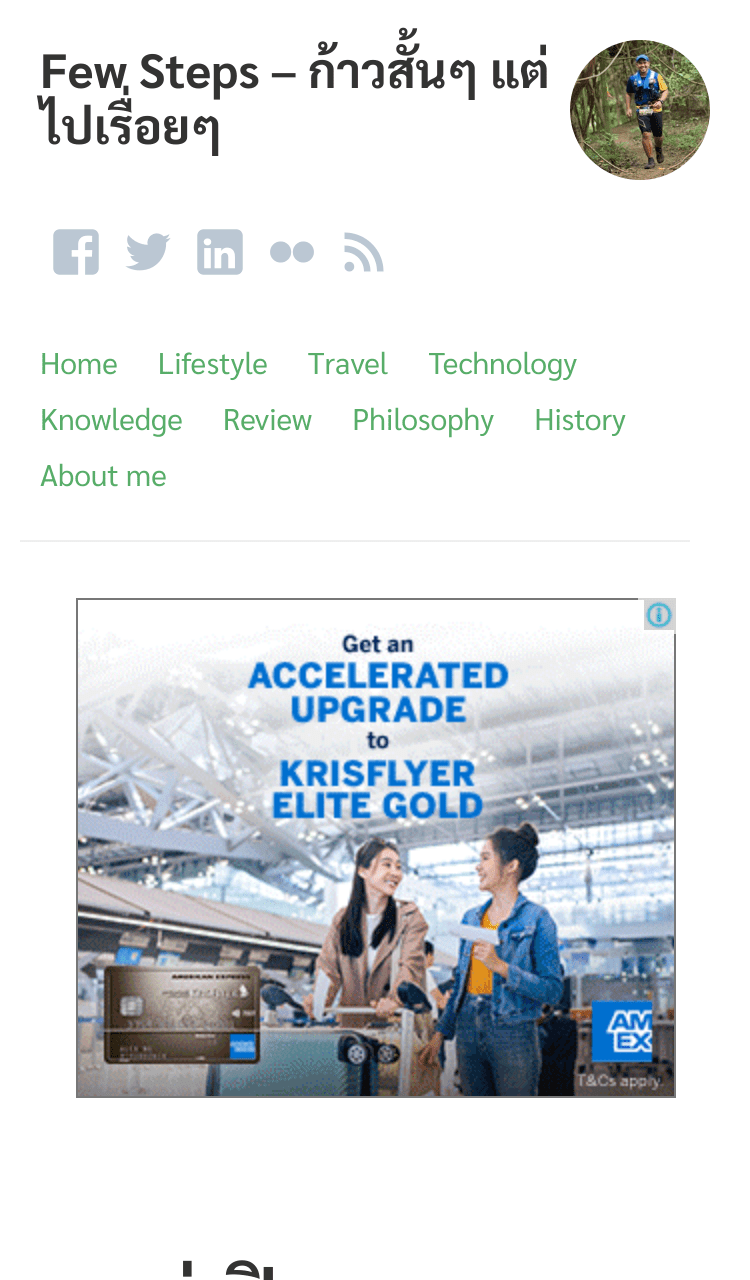 Few Steps – ก้าวสั้นๆ แต่
ไปเรื่อยๆ
Home Lifestyle Travel Technology
Knowledge Review Philosophy History
About me
Get an
ACCELERATED
UPGRADE
to
KRISFLYER
ELITE GOLD
AMERICAN EXPRESS
AM
EX
T&Cs apply.